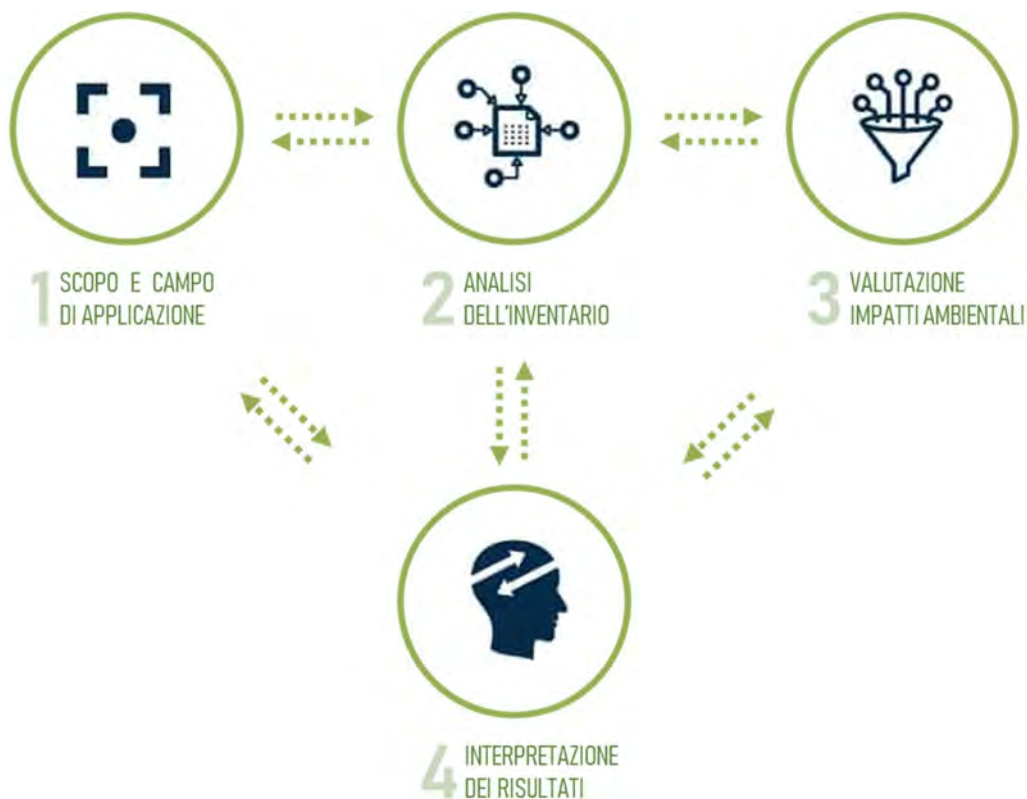 1 SCOPO E CAMPO
DI APPLICAZIONE
2 ANALISI
DELL'INVENTARIO
3 VALUTAZIONE
IMPATTI AMBIENTALI
4 INTERPRETAZIONE
DEI RISULTATI